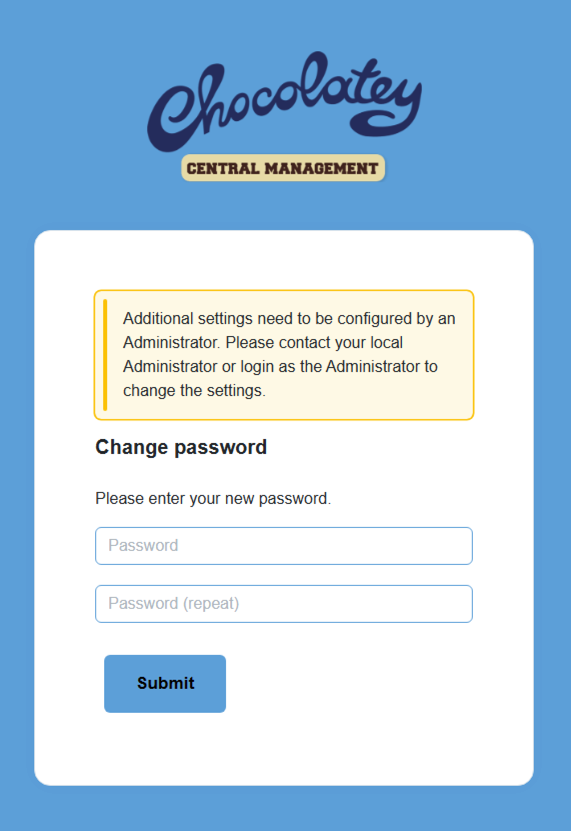 Chocolatey
CENTRAL MANAGEMENT
Additional settings need to be configured by an
Administrator. Please contact your local
Administrator or login as the Administrator to
change the settings.
Change password
Please enter your new password.
Password
Password (repeat)
Submit